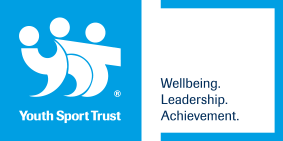 Youth Sport Trust
®
Wellbeing.
Leadership.
Achievement.